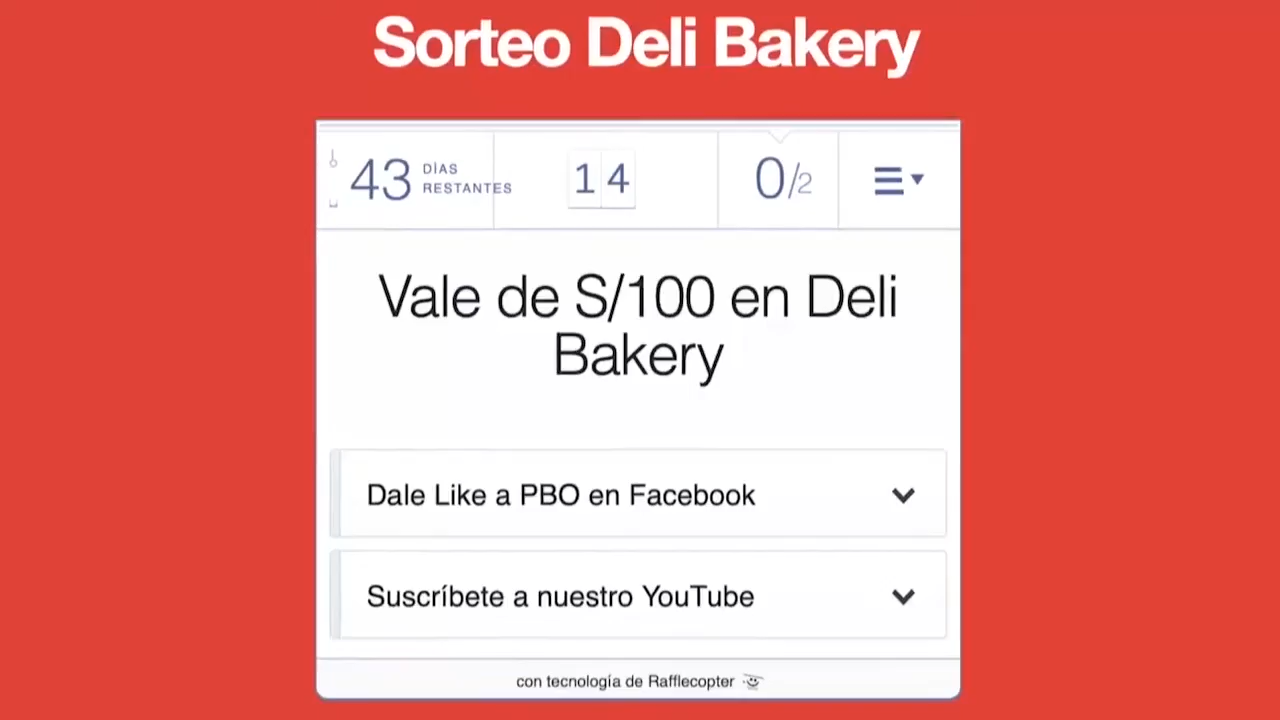 Sorteo Deli Bakery
43 DÍAS
RESTANTES
14
0/2
Vale de S/100 en Deli
Bakery
Dale Like a PBO en Facebook
Suscríbete a nuestro YouTube
con tecnología de Rafflecopter